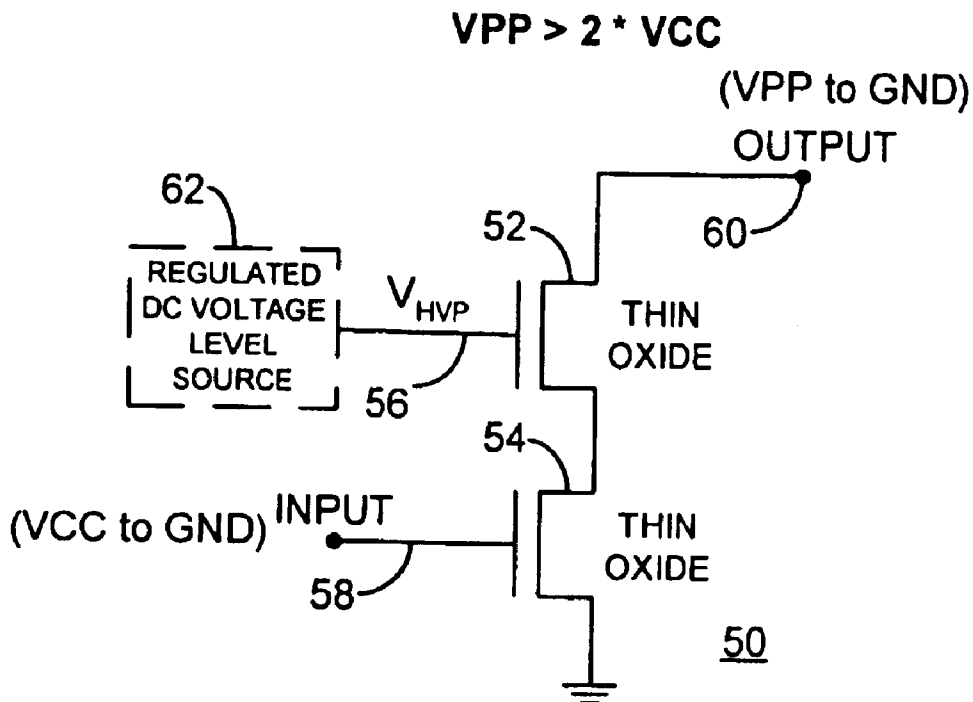 VPP > 2 * VCC
(VPP to GND)
OUTPUT
62
52
60
REGULATED
DC VOLTAGE
LEVEL
SOURCE
VHVP
THIN
OXIDE
56
54
INPUT
(VCC to GND)
THIN
OXIDE
58
50